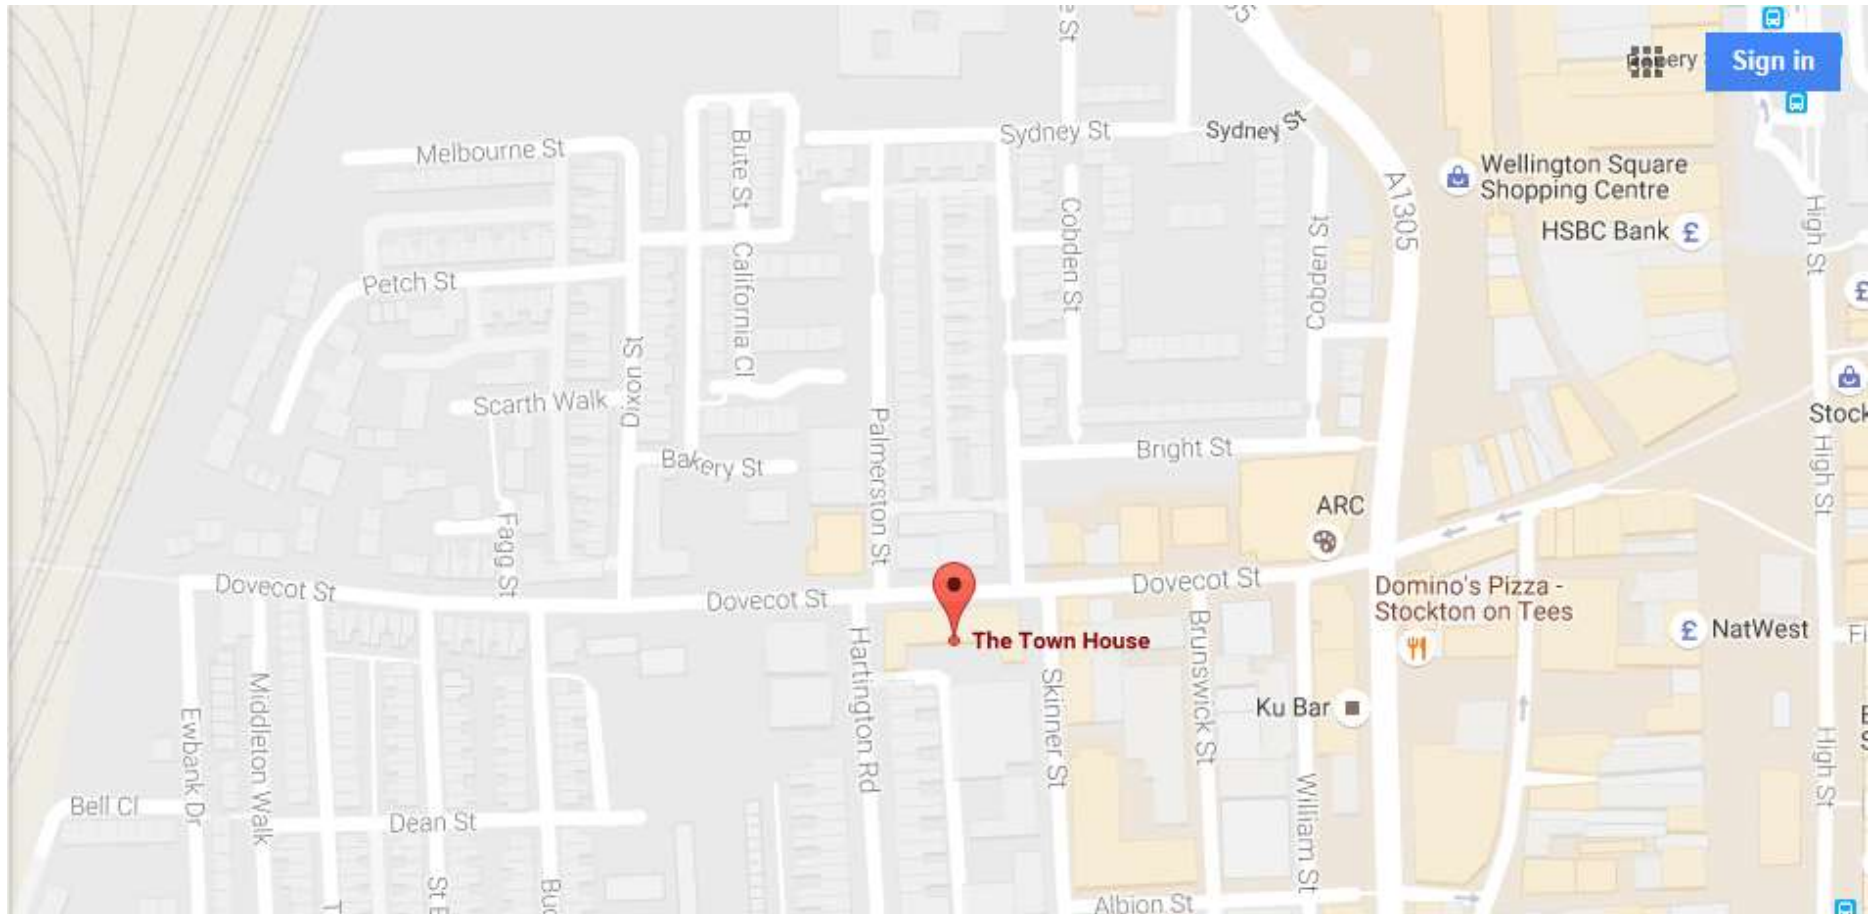 Sign in
Sydney St
Sydney St
Melbourne St
Bute St
Wellington Square
Shopping Centre
A1305
High St
HSBC Bank
Cobden St
Cobden St
California Cl
Petch St
Dixon St
Scarth Walk
Palmerston St
Bakery St
Bright St
High St
ARC
Fagg St
Dovecot St
Dovecot St
Dovecot St
Domino's Pizza -
Stockton on Tees
NatWest
The Town House
Hartington Rd
Skinner St
Brunswick St
Ku Bar
Ewbank Dr
Middleton Walk
High St
William St
Bell Cl
Dean St
Albion St